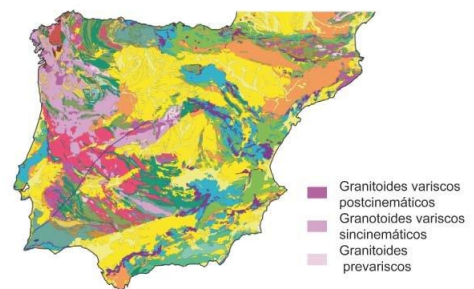 Granitoides variscos
postcinemáticos
Granotoides variscos
sincinemáticos
Granitoides
prevariscos